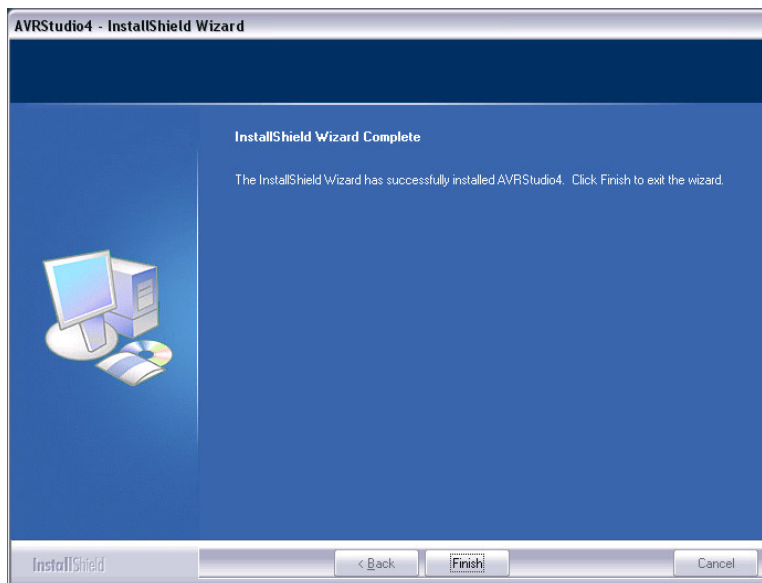 AVRStudio4 - InstallShield Wizard
InstallShield Wizard Complete
The InstallShield Wizard has successfully installed AVRStudio4. Click Finish to exit the wizard.
InstallShield
< Back
Finish
Cancel